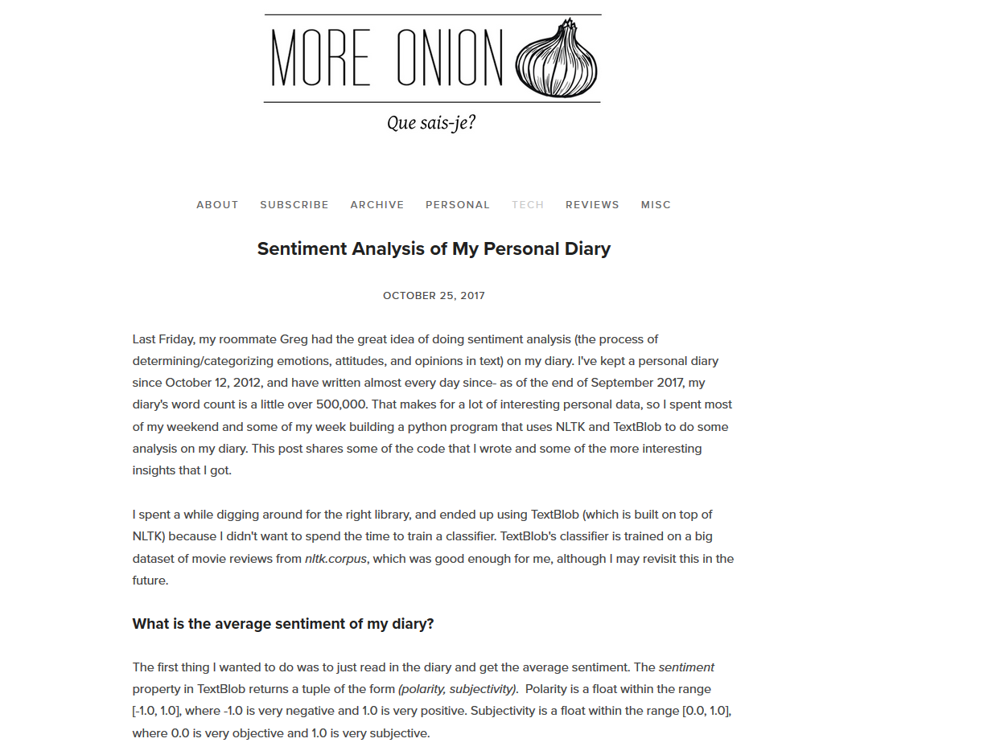 MORE ONION
Que sais-je?
ABOUT SUBSCRIBE ARCHIVE PERSONAL TECH REVIEWS MISC
Sentiment Analysis of My Personal Diary
OCTOBER 25, 2017
Last Friday, my roommate Greg had the great idea of doing sentiment analysis (the process of
determining/categorizing emotions, attitudes, and opinions in text) on my diary. I've kept a personal diary
since October 12, 2012, and have written almost every day since- as of the end of September 2017, my
diary's word count is a little over 500,000. That makes for a lot of interesting personal data, so I spent most
of my weekend and some of my week building a python program that uses NLTK and TextBlob to do some
analysis on my diary. This post shares some of the code that I wrote and some of the more interesting
insights that I got.
I spent a while digging around for the right library, and ended up using TextBlob (which is built on top of
NLTK) because I didn't want to spend the time to train a classifier. TextBlob's classifier is trained on a big
dataset of movie reviews from nltk.corpus, which was good enough for me, although I may revisit this in the
future.
What is the average sentiment of my diary?
The first thing I wanted to do was to just read in the diary and get the average sentiment. The sentiment
property in TextBlob returns a tuple of the form (polarity, subjectivity).  Polarity is a float within the range
[-1.0, 1.0], where -1.0 is very negative and 1.0 is very positive. Subjectivity is a float within the range [0.0, 1.0],
where 0.0 is very objective and 1.0 is very subjective.